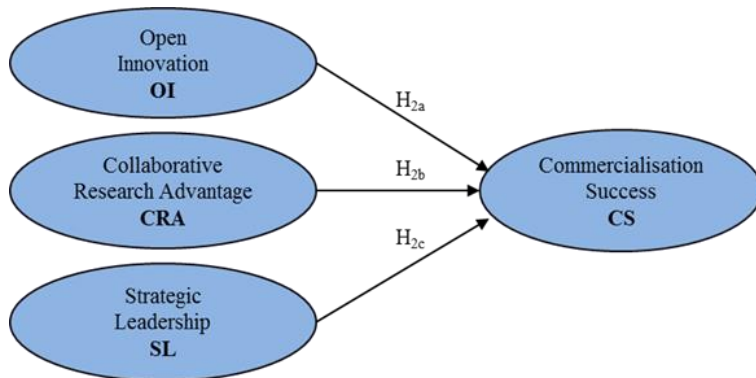 Open
Innovation
OI
H2a
Collaborative
Research Advantage
CRA
H2b
Commercialisation
Success
CS
H2c
Strategic
Leadership
SL